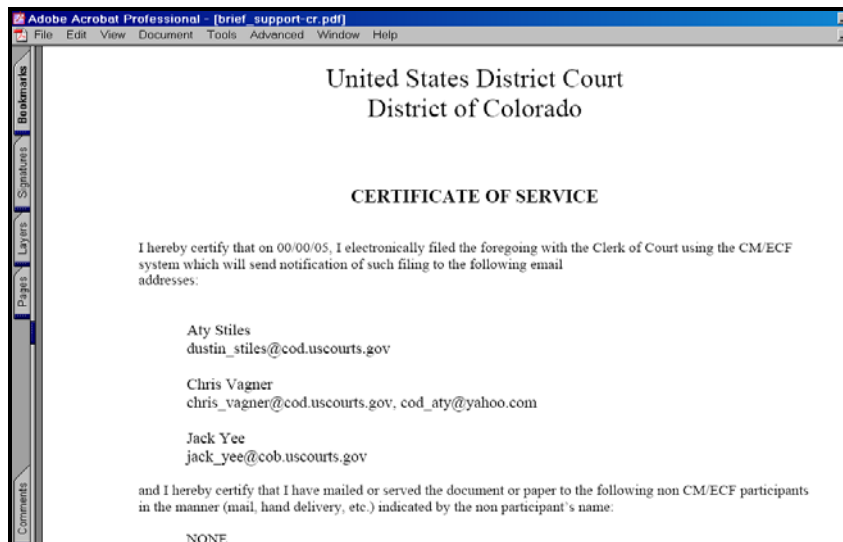 Adobe Acrobat Professional - [brief_support-cr.pdf]
File Edit View Document Tools Advanced Window Help
Bookmarks
Signatures
Layers
Pages
Comments
United States District Court
District of Colorado
CERTIFICATE OF SERVICE
I hereby certify that on 00/00/05, I electronically filed the foregoing with the Clerk of Court using the CM/ECF
system which will send notification of such filing to the following email
addresses:
Aty Stiles
dustin_stiles@cod.uscourts.gov
Chris Vagner
chris_vagner@cod.uscourts.gov, cod_aty@yahoo.com
Jack Yee
jack_yee@cob.uscourts.gov
and I hereby certify that I have mailed or served the document or paper to the following non CM/ECF participants
in the manner (mail, hand delivery, etc.) indicated by the non participant's name:
NONE